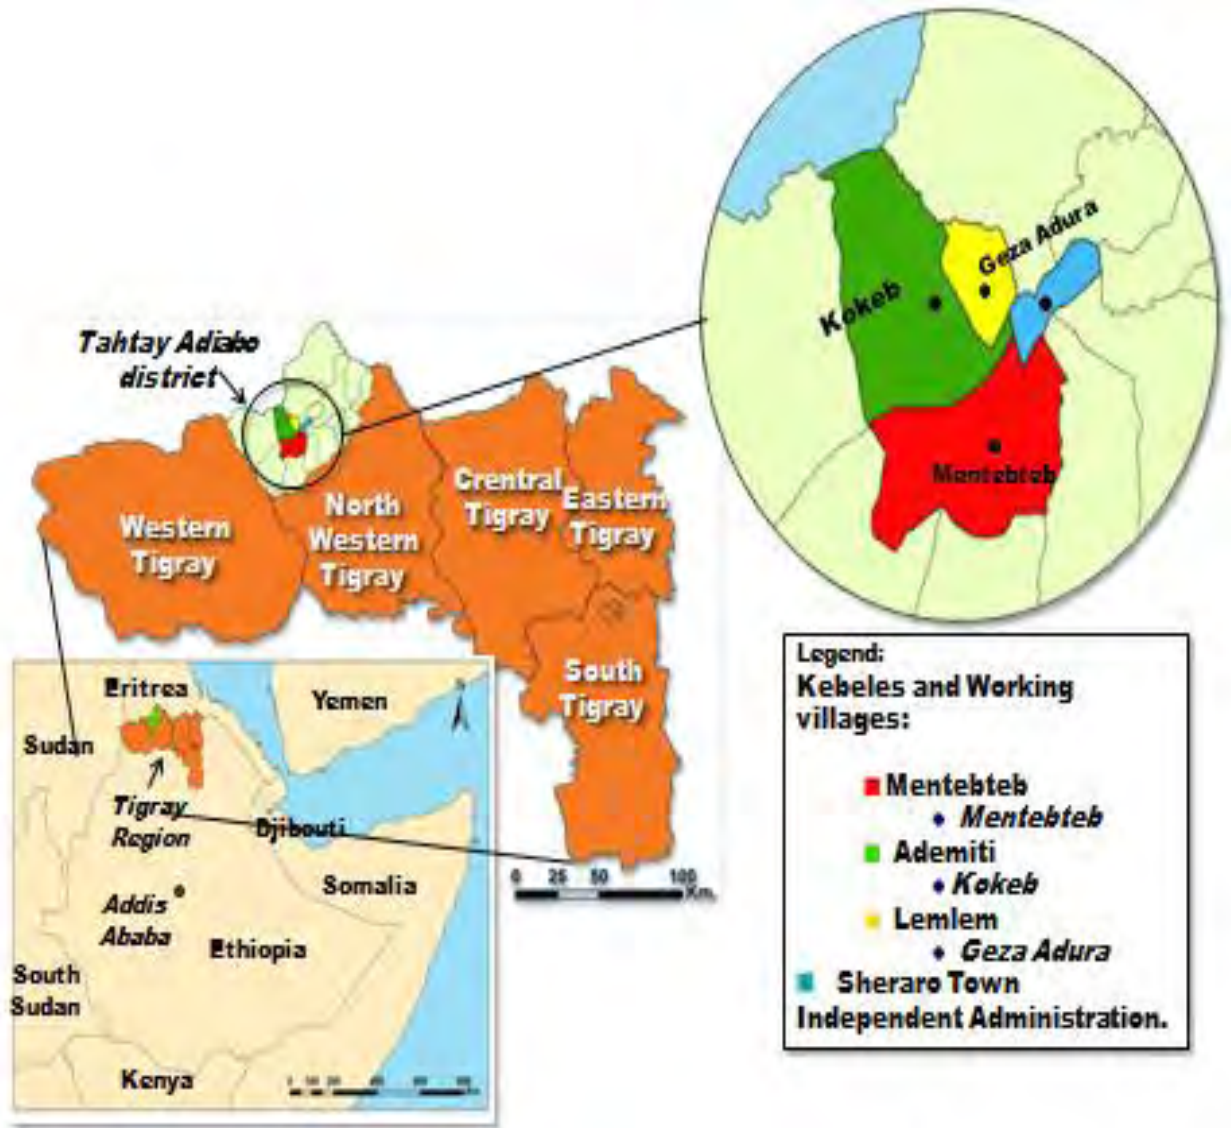 Tahtay Adiabo
district
Western
Tigray
North
Western
Tigray
Crentral
Tigray
Eastern
Tigray
South
Tigray
0 25 50 100
Km.
Geza Adura
Kokeb
Mentebteb
Eritrea
Yemen
Sudan
Tigray
Region
Djibouti
Somalia
Addis
Ababa
Ethiopia
South
Sudan
Kenya
Legend:
Kebeles and Working
villages:
Mentebteb
Mentebteb
Ademiti
Kokeb
Lemlem
Geza Adura
Sheraro Town
Independent Administration.